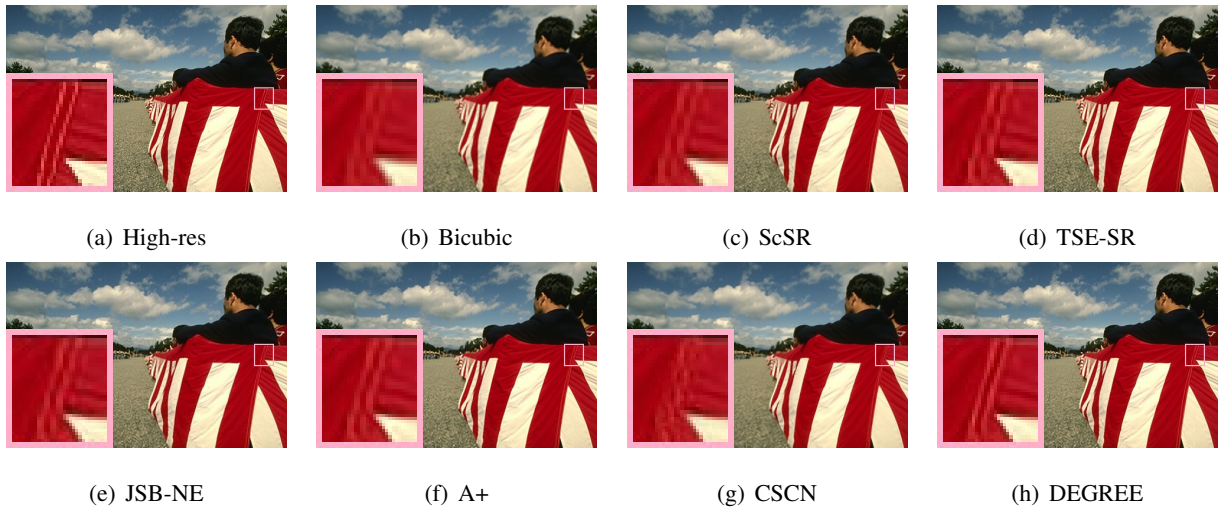 (a) High-res
(b) Bicubic
(c) ScSR
(d) TSE-SR
(e) JSB-NE
(f) A+
(g) CSCN
(h) DEGREE